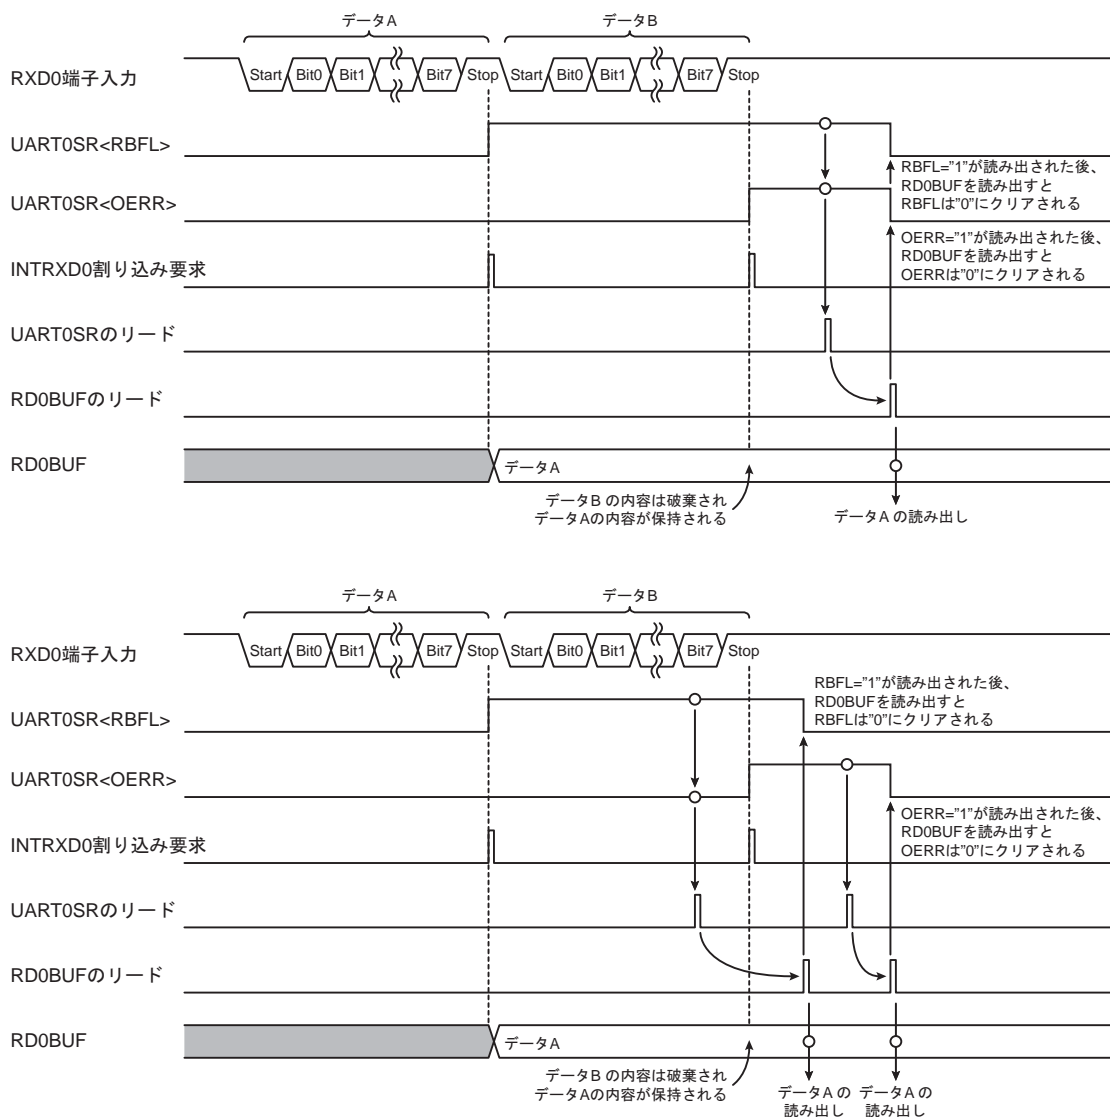 データA データB
RXD0端子入力 Start Bit0 Bit1 Bit7 Stop Start Bit0 Bit1 Bit7 Stop
UART0SR<RBFL>
RBFL="1"が読み出された後、
RD0BUFを読み出すと
RBFLは"0"にクリアされる
UART0SR<OERR>
OERR="1"が読み出された後、
RD0BUFを読み出すと
OERRは"0"にクリアされる
INTRXD0割り込み要求
UART0SRのリード
RD0BUFのリード
RD0BUF データA
データB の内容は破棄され
データAの内容が保持される
データA の読み出し
データA データB
RXD0端子入力 Start Bit0 Bit1 Bit7 Stop Start Bit0 Bit1 Bit7 Stop
RBFL="1"が読み出された後、
RD0BUFを読み出すと
RBFLは"0"にクリアされる
UART0SR<RBFL>
UART0SR<OERR>
OERR="1"が読み出された後、
RD0BUFを読み出すと
OERRは"0"にクリアされる
INTRXD0割り込み要求
UART0SRのリード
RD0BUFのリード
RD0BUF データA
データB の内容は破棄され
データAの内容が保持される
データA の
読み出し
データA の
読み出し